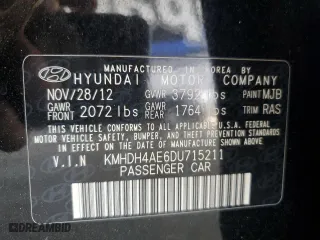 MANUFACTURED IN KOREA BY
HYUNDAI MOTOR COMPANY
NOV/28/12 GVWR 3792 lbs PAINT MJB
GAWR FRONT 2072 lbs GAWR REAR 1764 lbs TRIM RAS
THIS VEHICLE CONFORMS TO ALL APPLICABLE
FEDERAL MOTOR VEHICLE SAFETY, BUMPER,
AND THEFT PREVENTION STANDARDS IN EFFECT
ON THE DATE OF MANUFACTURE SHOWN ABOVE.
V.I.N KMHDH4AE6DU715211
PASSENGER CAR
DREAMBID